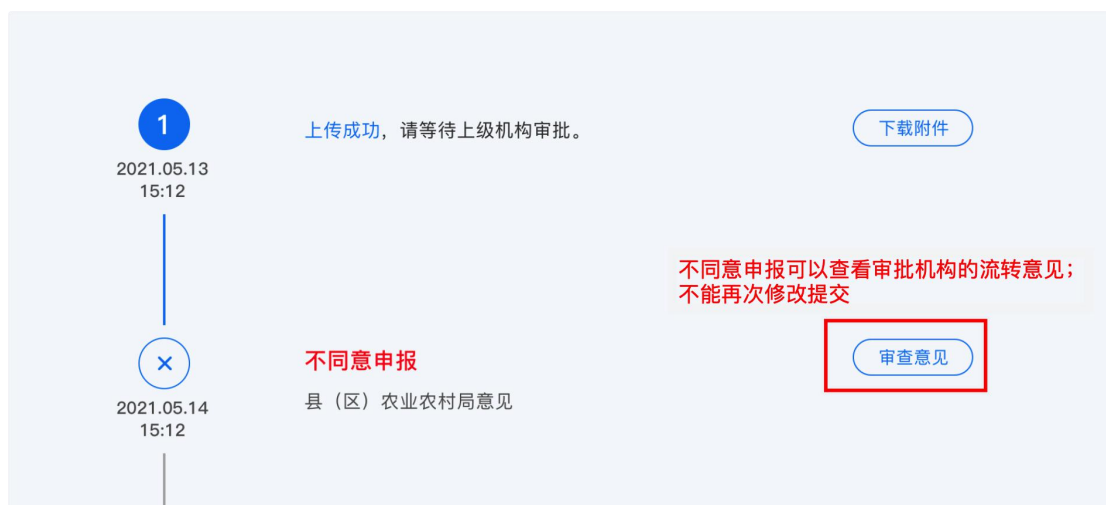 1
上传成功，请等待上级机构审批。
下载附件
2021.05.13
15:12
不同意申报可以查看审批机构的流转意见；
不能再次修改提交
不同意申报
审查意见
县（区）农业农村局意见
2021.05.14
15:12